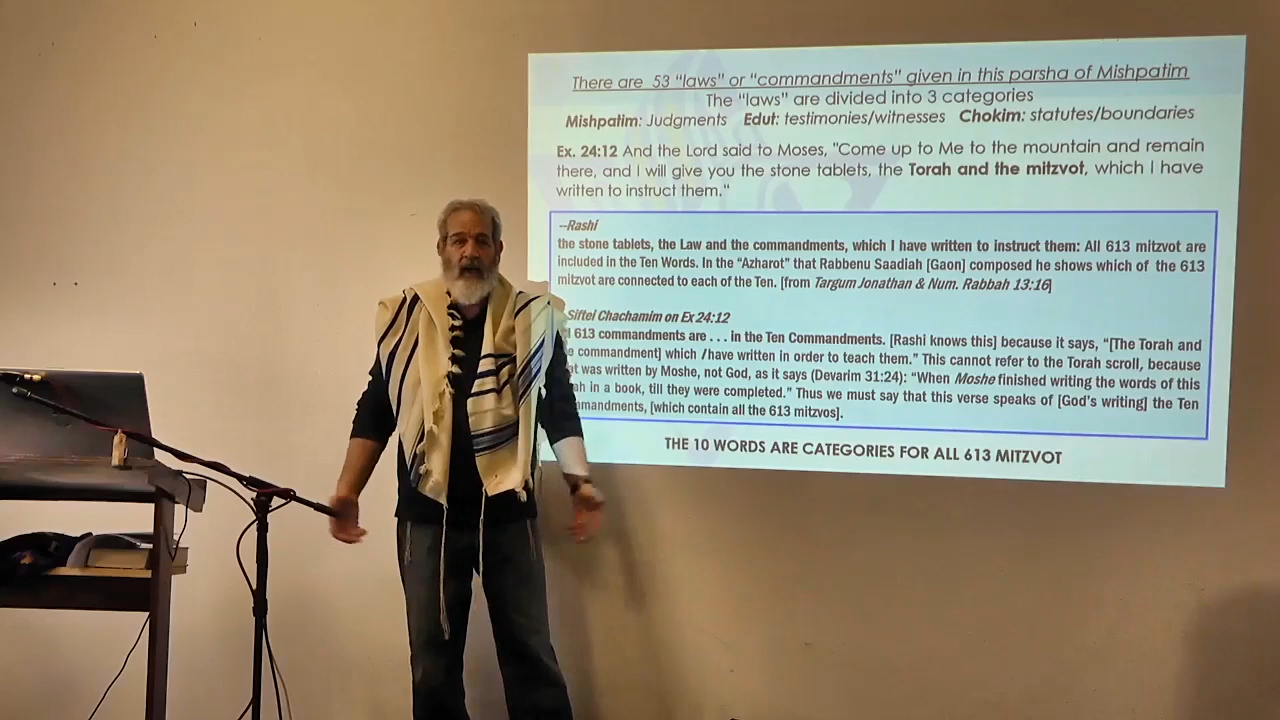 There are 53 "laws" or "commandments" given in this parsha of Mishpatim
The "laws" are divided into 3 categories
Mishpatim: Judgments Edut: testimonies/witnesses Chokim: statutes/boundaries
Ex. 24:12 And the Lord said to Moses, "Come up to Me to the mountain and remain
there, and I will give you the stone tablets, the Torah and the mitzvot, which I have
written to instruct them."
--Rashi
the stone tablets, the Law and the commandments, which I have written to instruct them: All 613 mitzvot are
included in the Ten Words. In the "Azharot" that Rabbenu Saadiah [Gaon] composed he shows which of the 613
mitzvot are connected to each of the Ten. [from Targum Jonathan & Num. Rabbah 13:16]
Siftei Chachamim on Ex 24:12
613 commandments are . . . in the Ten Commandments. [Rashi knows this] because it says, "[The Torah and
commandment] which I have written in order to teach them." This cannot refer to the Torah scroll, because
was written by Moshe, not God, as it says (Devarim 31:24): "When Moshe finished writing the words of this
in a book, till they were completed." Thus we must say that this verse speaks of [God's writing] the Ten
mandments, [which contain all the 613 mitzvos].
THE 10 WORDS ARE CATEGORIES FOR ALL 613 MITZVOT